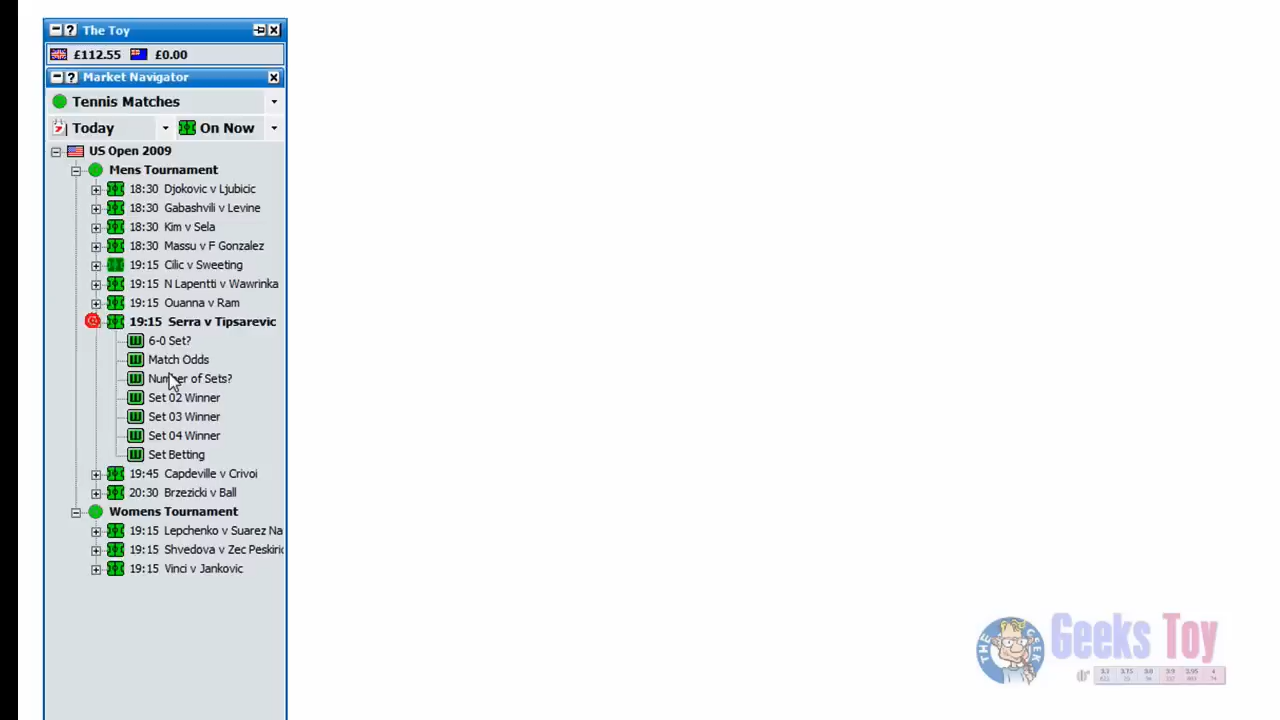 The Toy
£112.55 £0.00
Market Navigator
Tennis Matches
Today On Now
US Open 2009
Mens Tournament
18:30 Djokovic v Ljubicic
18:30 Gabashvili v Levine
18:30 Kim v Sela
18:30 Massu v F Gonzalez
19:15 Cilic v Sweeting
19:15 N Lapentti v Wawrinka
19:15 Ouanna v Ram
19:15 Serra v Tipsarevic
6-0 Set?
Match Odds
Number of Sets?
Set 02 Winner
Set 03 Winner
Set 04 Winner
Set Betting
19:45 Capdeville v Crivoi
20:30 Brzezicki v Ball
Womens Tournament
19:15 Lepchenko v Suarez Na
19:15 Shvedova v Zec Peskiric
19:15 Vinci v Jankovic
THE GEEK
Geeks Toy